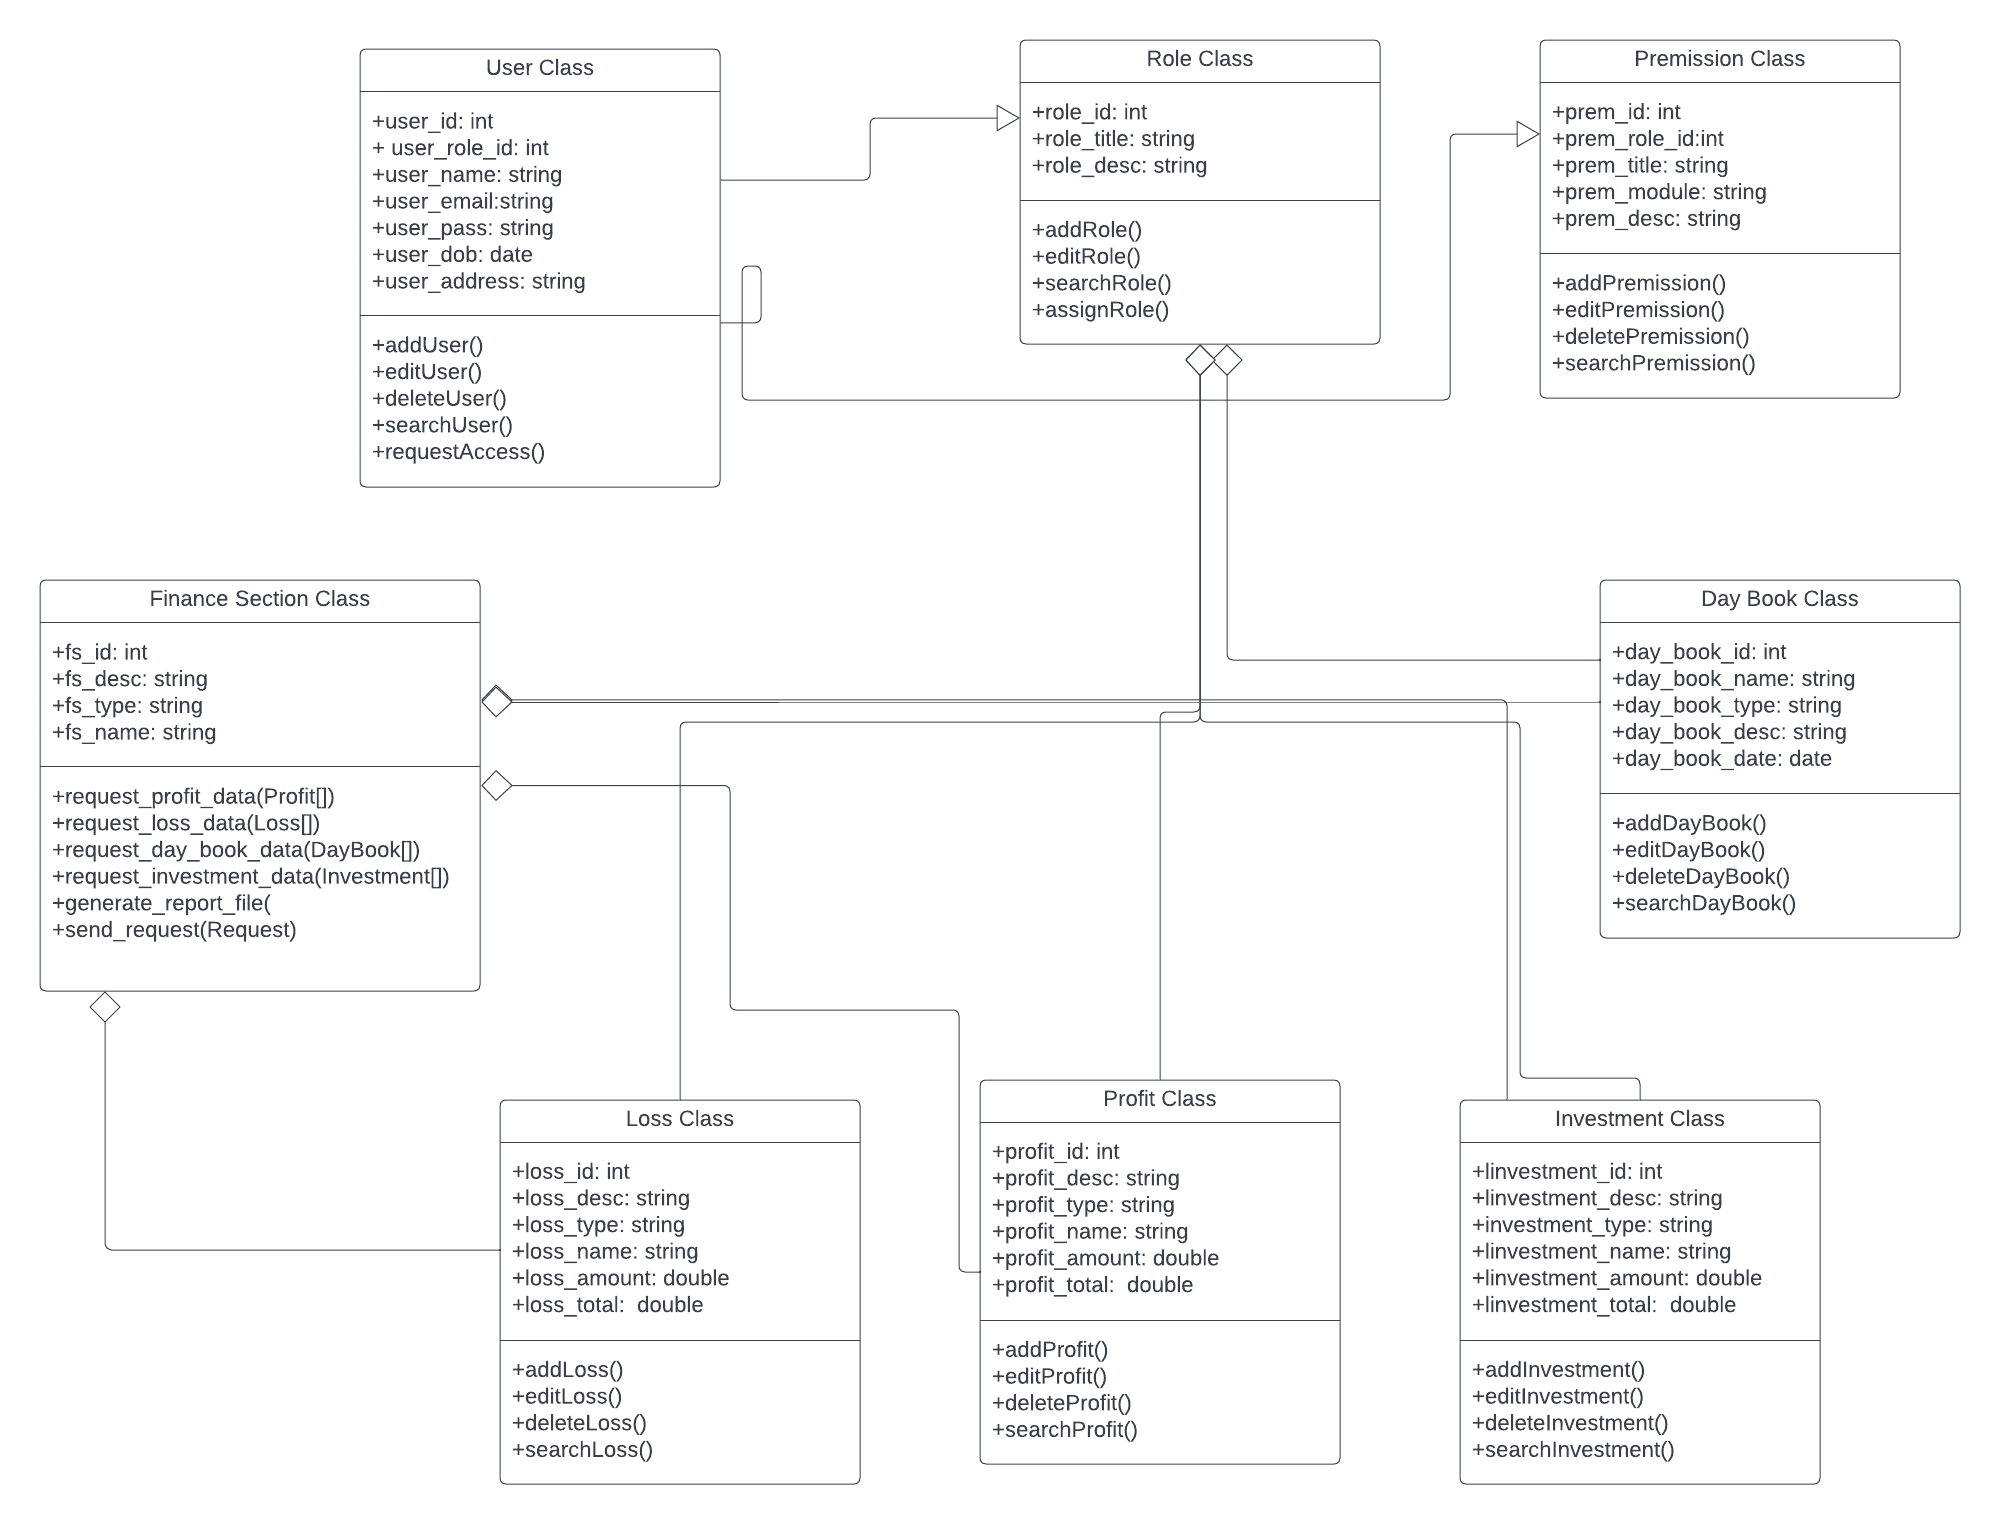 User Class
+user_id: int
+ user_role_id: int
+user_name: string
+user_email:string
+user_pass: string
+user_dob: date
+user_address: string
+addUser()
+editUser()
+deleteUser()
+searchUser()
+requestAccess()
Role Class
+role_id: int
+role_title: string
+role_desc: string
+addRole()
+editRole()
+searchRole()
+assignRole()
Premission Class
+prem_id: int
+prem_role_id:int
+prem_title: string
+prem_module: string
+prem_desc: string
+addPremission()
+editPremission()
+deletePremission()
+searchPremission()
Finance Section Class
+fs_id: int
+fs_desc: string
+fs_type: string
+fs_name: string
+request_profit_data(Profit[])
+request_loss_data(Loss[])
+request_day_book_data(DayBook[])
+request_investment_data(Investment[])
+generate_report_file(
+send_request(Request)
Day Book Class
+day_book_id: int
+day_book_name: string
+day_book_type: string
+day_book_desc: string
+day_book_date: date
+addDayBook()
+editDayBook()
+deleteDayBook()
+searchDayBook()
Loss Class
+loss_id: int
+loss_desc: string
+loss_type: string
+loss_name: string
+loss_amount: double
+loss_total:  double
+addLoss()
+editLoss()
+deleteLoss()
+searchLoss()
Profit Class
+profit_id: int
+profit_desc: string
+profit_type: string
+profit_name: string
+profit_amount: double
+profit_total:  double
+addProfit()
+editProfit()
+deleteProfit()
+searchProfit()
Investment Class
+linvestment_id: int
+linvestment_desc: string
+investment_type: string
+linvestment_name: string
+linvestment_amount: double
+linvestment_total:  double
+addInvestment()
+editInvestment()
+deleteInvestment()
+searchInvestment()